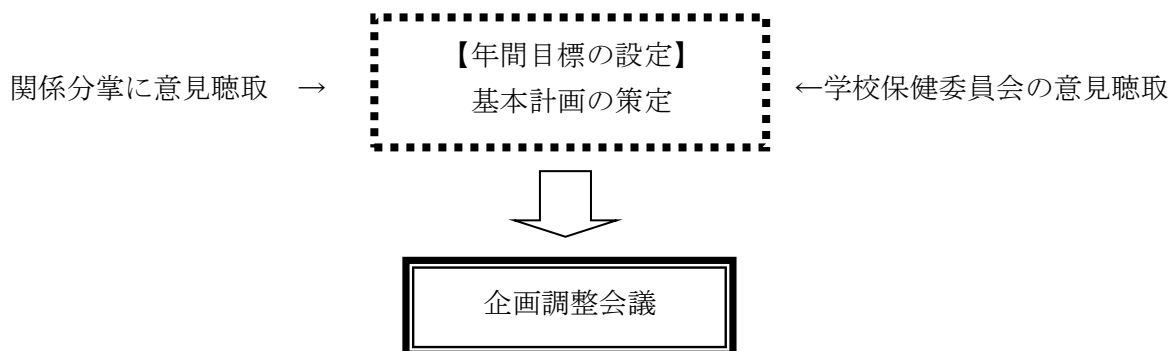 【年間目標の設定】
関係分掌に意見聴取 → 基本計画の策定 ←学校保健委員会の意見聴取
企画調整会議